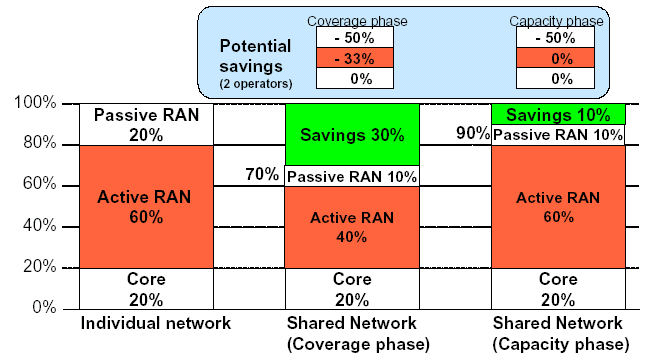 Coverage phase
Capacity phase
Potential
savings
(2 operators)
- 50%
- 33%
0%
- 50%
0%
0%
100%
80%
60%
40%
20%
0%
Passive RAN
20%
Active RAN
60%
Core
20%
Individual network
70%
Savings 30%
Passive RAN 10%
Active RAN
40%
Core
20%
Shared Network
(Coverage phase)
90%
Savings 10%
Passive RAN 10%
Active RAN
60%
Core
20%
Shared Network
(Capacity phase)